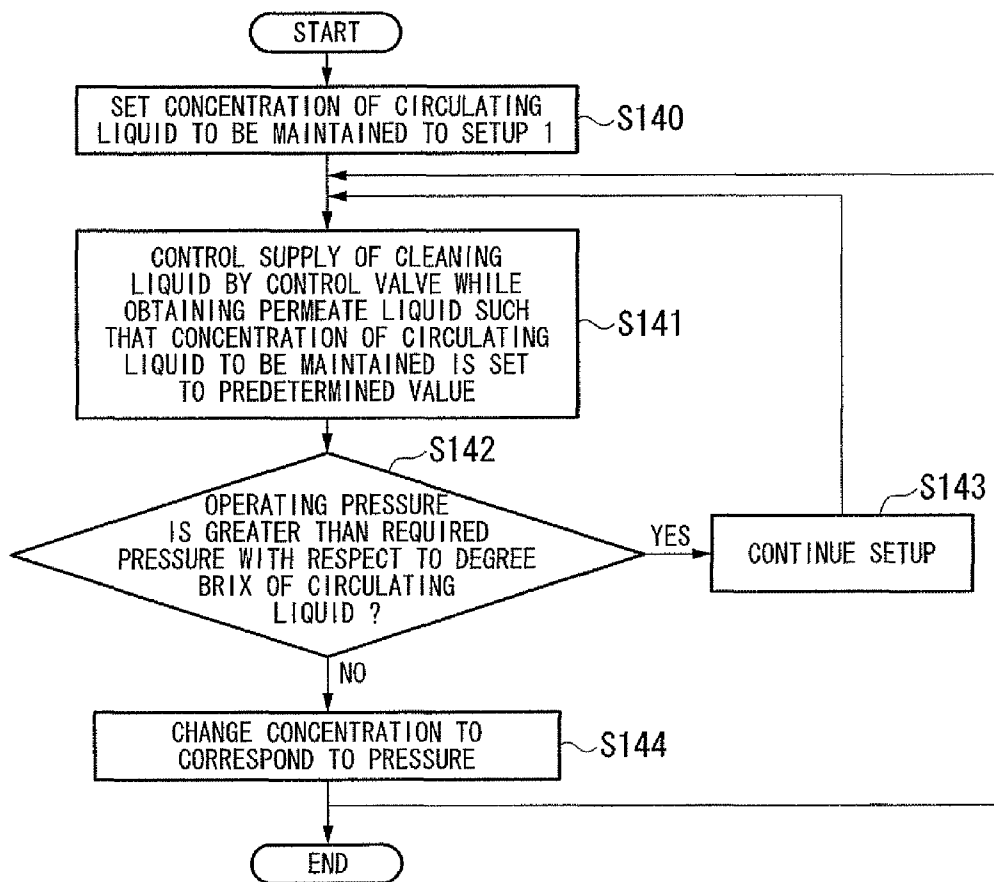 START
SET CONCENTRATION OF CIRCULATING
LIQUID TO BE MAINTAINED TO SETUP 1
S140
CONTROL SUPPLY OF CLEANING
LIQUID BY CONTROL VALVE WHILE
OBTAINING PERMEATE LIQUID SUCH
THAT CONCENTRATION OF CIRCULATING
LIQUID TO BE MAINTAINED IS SET
TO PREDETERMINED VALUE
S141
S142
OPERATING PRESSURE
IS GREATER THAN REQUIRED
PRESSURE WITH RESPECT TO DEGREE
BRIX OF CIRCULATING
LIQUID ?
YES
S143
CONTINUE SETUP
NO
CHANGE CONCENTRATION TO
CORRESPOND TO PRESSURE
S144
END